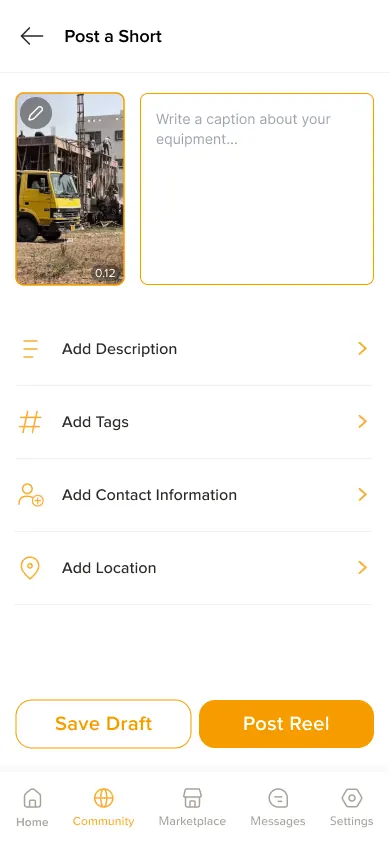 Post a Short
Write a caption about your
equipment...
0.12
Add Description
Add Tags
Add Contact Information
Add Location
Save Draft
Post Reel
Home
Community
Marketplace
Messages
Settings